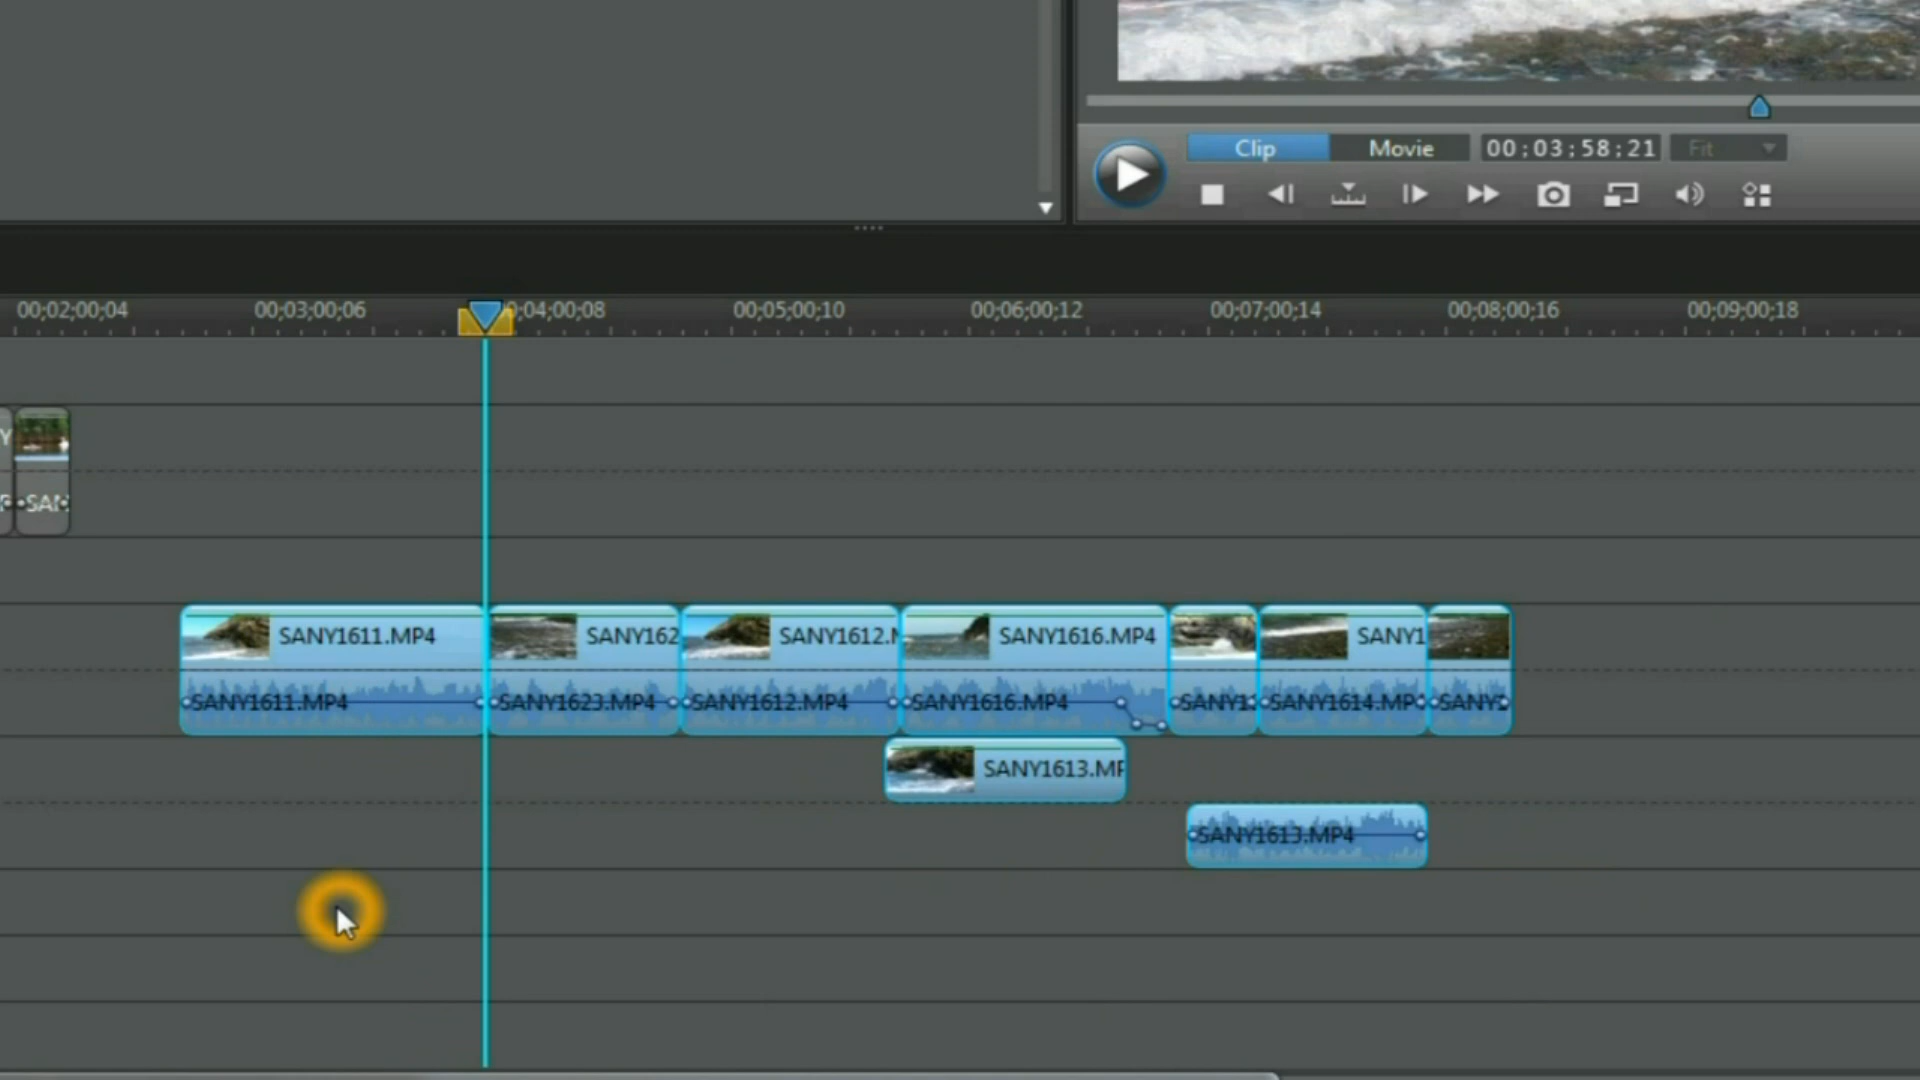 Clip Movie 00;03;58;21 Fit
00;02;00;04 00;03;00;06 0;04;00;08 00;05;00;10 00;06;00;12 00;07;00;14 00;08;00;16 00;09;00;18
Y
SAN
SANY1611.MP4 SANY162 SANY1612.M SANY1616.MP4 SANY1
SANY1611.MP4 SANY1623.MP4 SANY1612.MP4 SANY1616.MP4 SANY1 SANY1614.MP SANY
SANY1613.MP
SANY1613.MP4